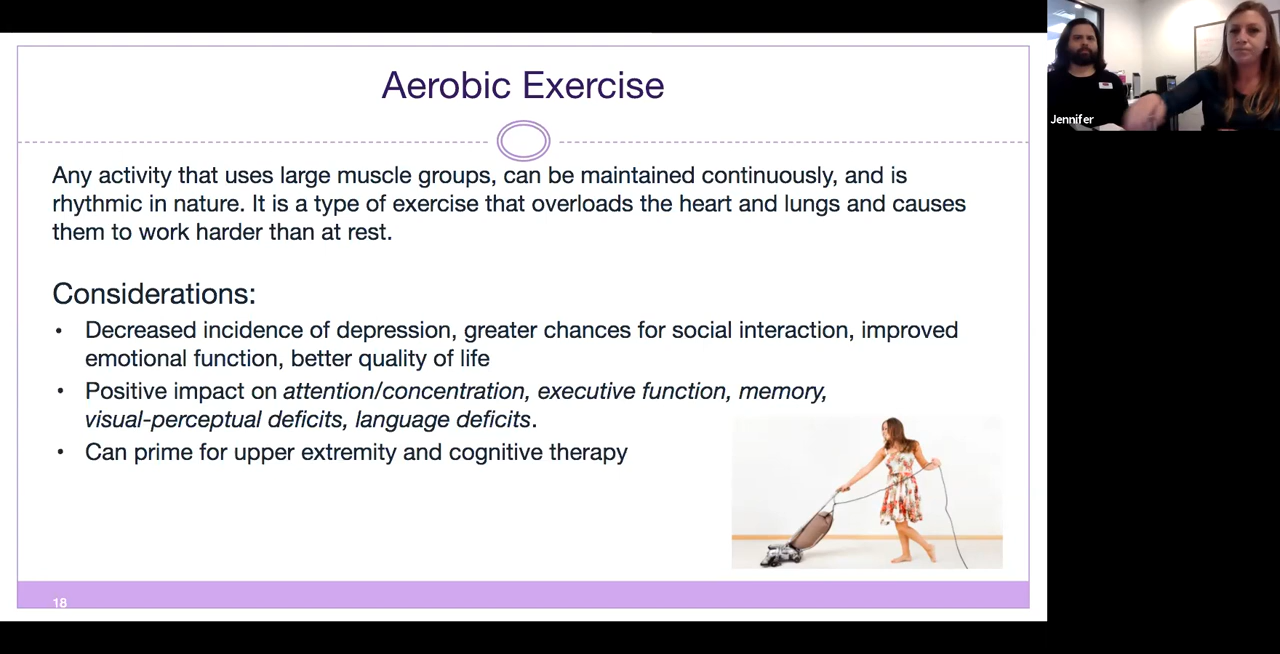 Aerobic Exercise
Any activity that uses large muscle groups, can be maintained continuously, and is
rhythmic in nature. It is a type of exercise that overloads the heart and lungs and causes
them to work harder than at rest.
Considerations:
• Decreased incidence of depression, greater chances for social interaction, improved
emotional function, better quality of life
• Positive impact on attention/concentration, executive function, memory,
visual-perceptual deficits, language deficits.
• Can prime for upper extremity and cognitive therapy
18
Jennifer